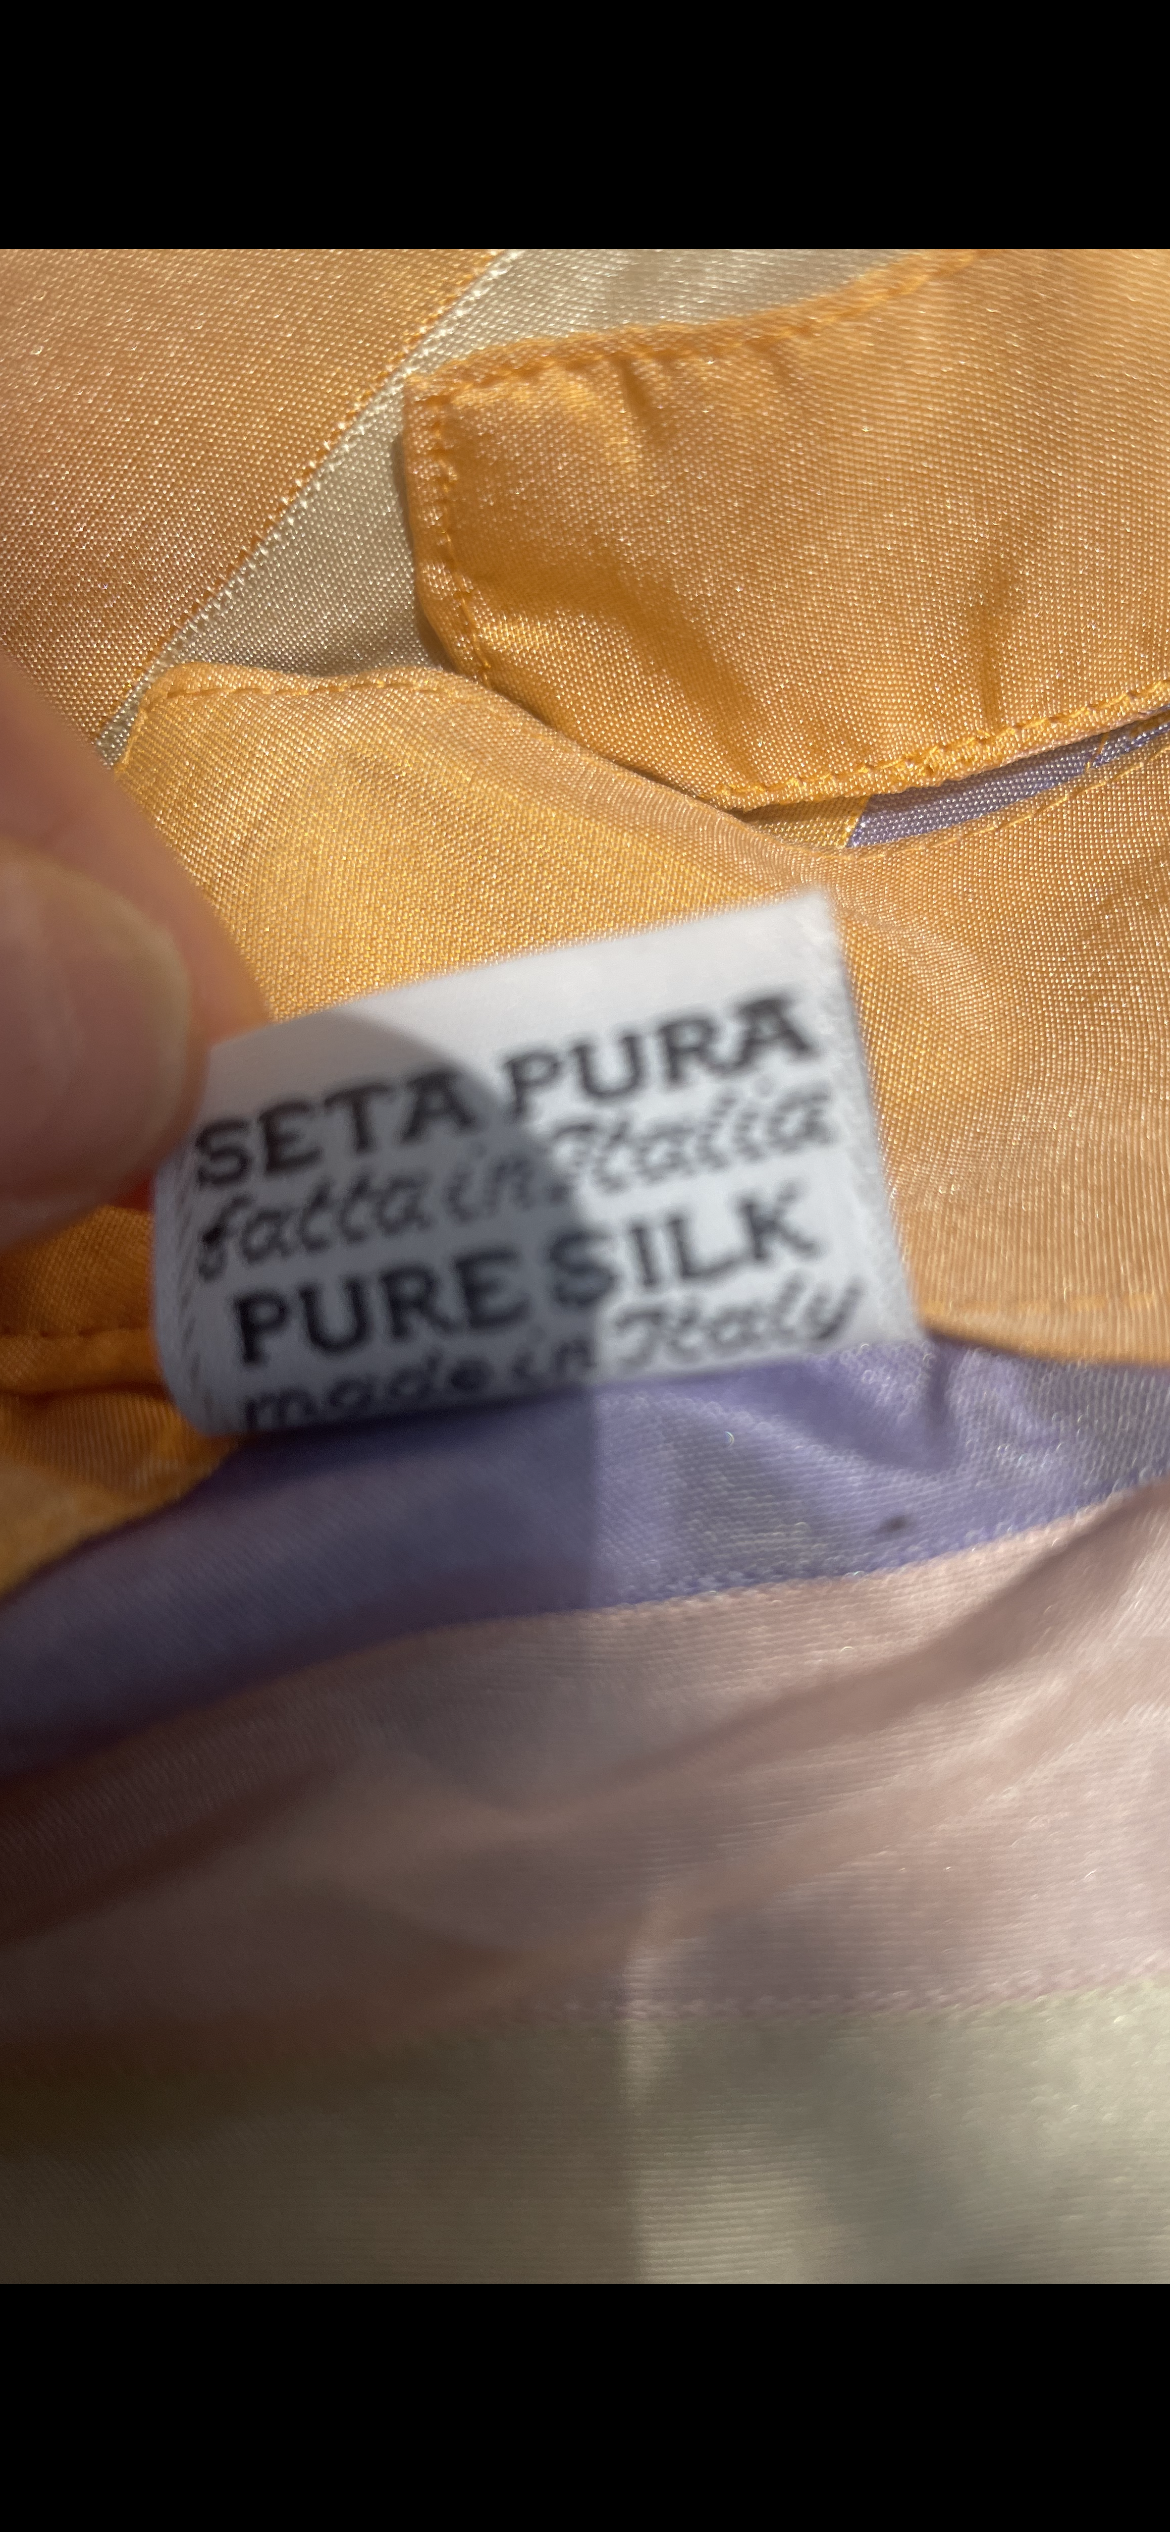 SETA PURA
fatta in Italia
PURE SILK
made in Italy